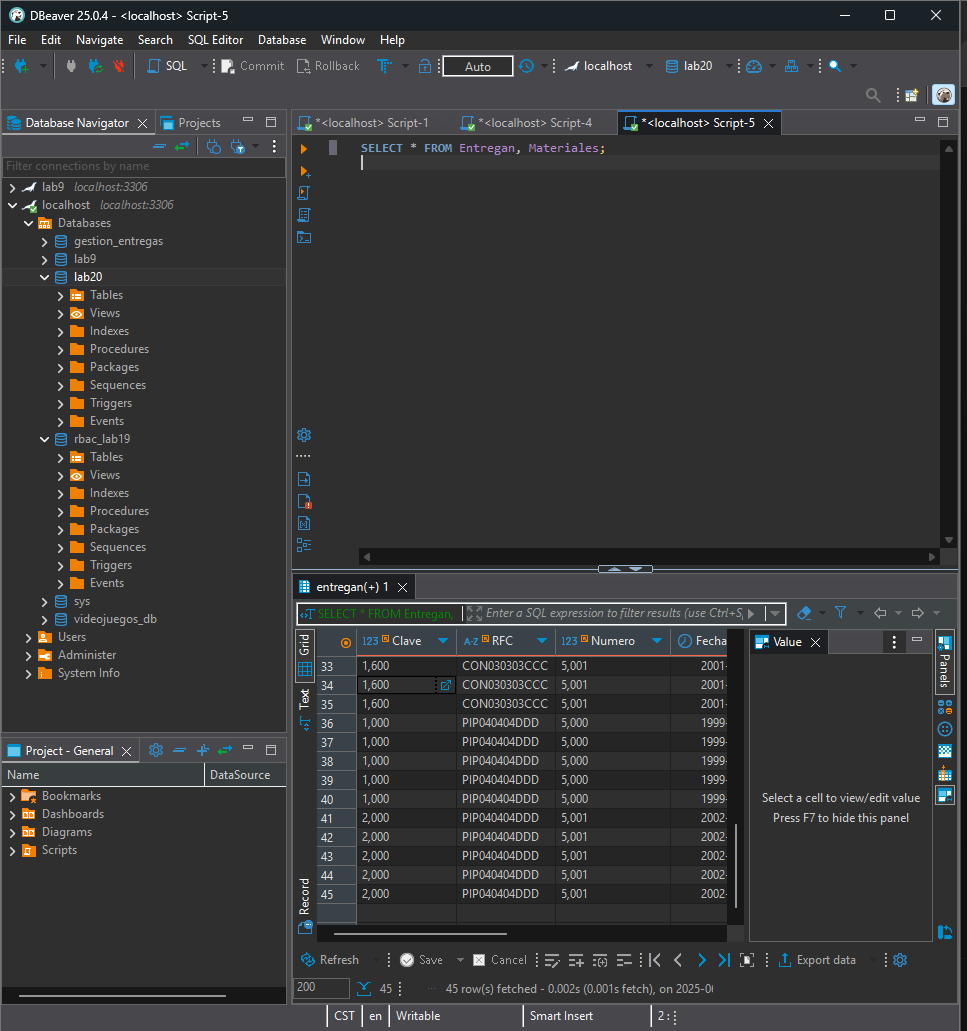 DBeaver 25.0.4 - <localhost> Script-5
File Edit Navigate Search SQL Editor Database Window Help
SQL Commit Rollback Auto localhost lab20
Database Navigator Projects
Filter connections by name
lab9 localhost:3306
localhost localhost:3306
Databases
gestion_entregas
lab9
lab20
Tables
Views
Indexes
Procedures
Packages
Sequences
Triggers
Events
rbac_lab19
Tables
Views
Indexes
Procedures
Packages
Sequences
Triggers
Events
sys
videojuegos_db
Users
Administer
System Info
Project - General
Name DataSource
Bookmarks
Dashboards
Diagrams
Scripts
*<localhost> Script-1 *<localhost> Script-4 *<localhost> Script-5
SELECT * FROM Entregan, Materiales;
entregan(+) 1
SELECT * FROM Entregan, Enter a SQL expression to filter results (use Ctrl+S,
Grid
Text
Record
123 Clave A-Z RFC 123 Numero Fecha
33 1,600 CON030303CCC 5,001 2001-
34 1,600 CON030303CCC 5,001 2001-
35 1,600 CON030303CCC 5,001 2001-
36 1,000 PIP040404DDD 5,000 1999-
37 1,000 PIP040404DDD 5,000 1999-
38 1,000 PIP040404DDD 5,000 1999-
39 1,000 PIP040404DDD 5,000 1999-
40 1,000 PIP040404DDD 5,000 1999-
41 2,000 PIP040404DDD 5,001 2002-
42 2,000 PIP040404DDD 5,001 2002-
43 2,000 PIP040404DDD 5,001 2002-
44 2,000 PIP040404DDD 5,001 2002-
45 2,000 PIP040404DDD 5,001 2002-
Value
Select a cell to view/edit value
Press F7 to hide this panel
Panels
Refresh Save Cancel Export data
200 45 45 row(s) fetched - 0.002s (0.001s fetch), on 2025-0
CST en Writable Smart Insert 2 :